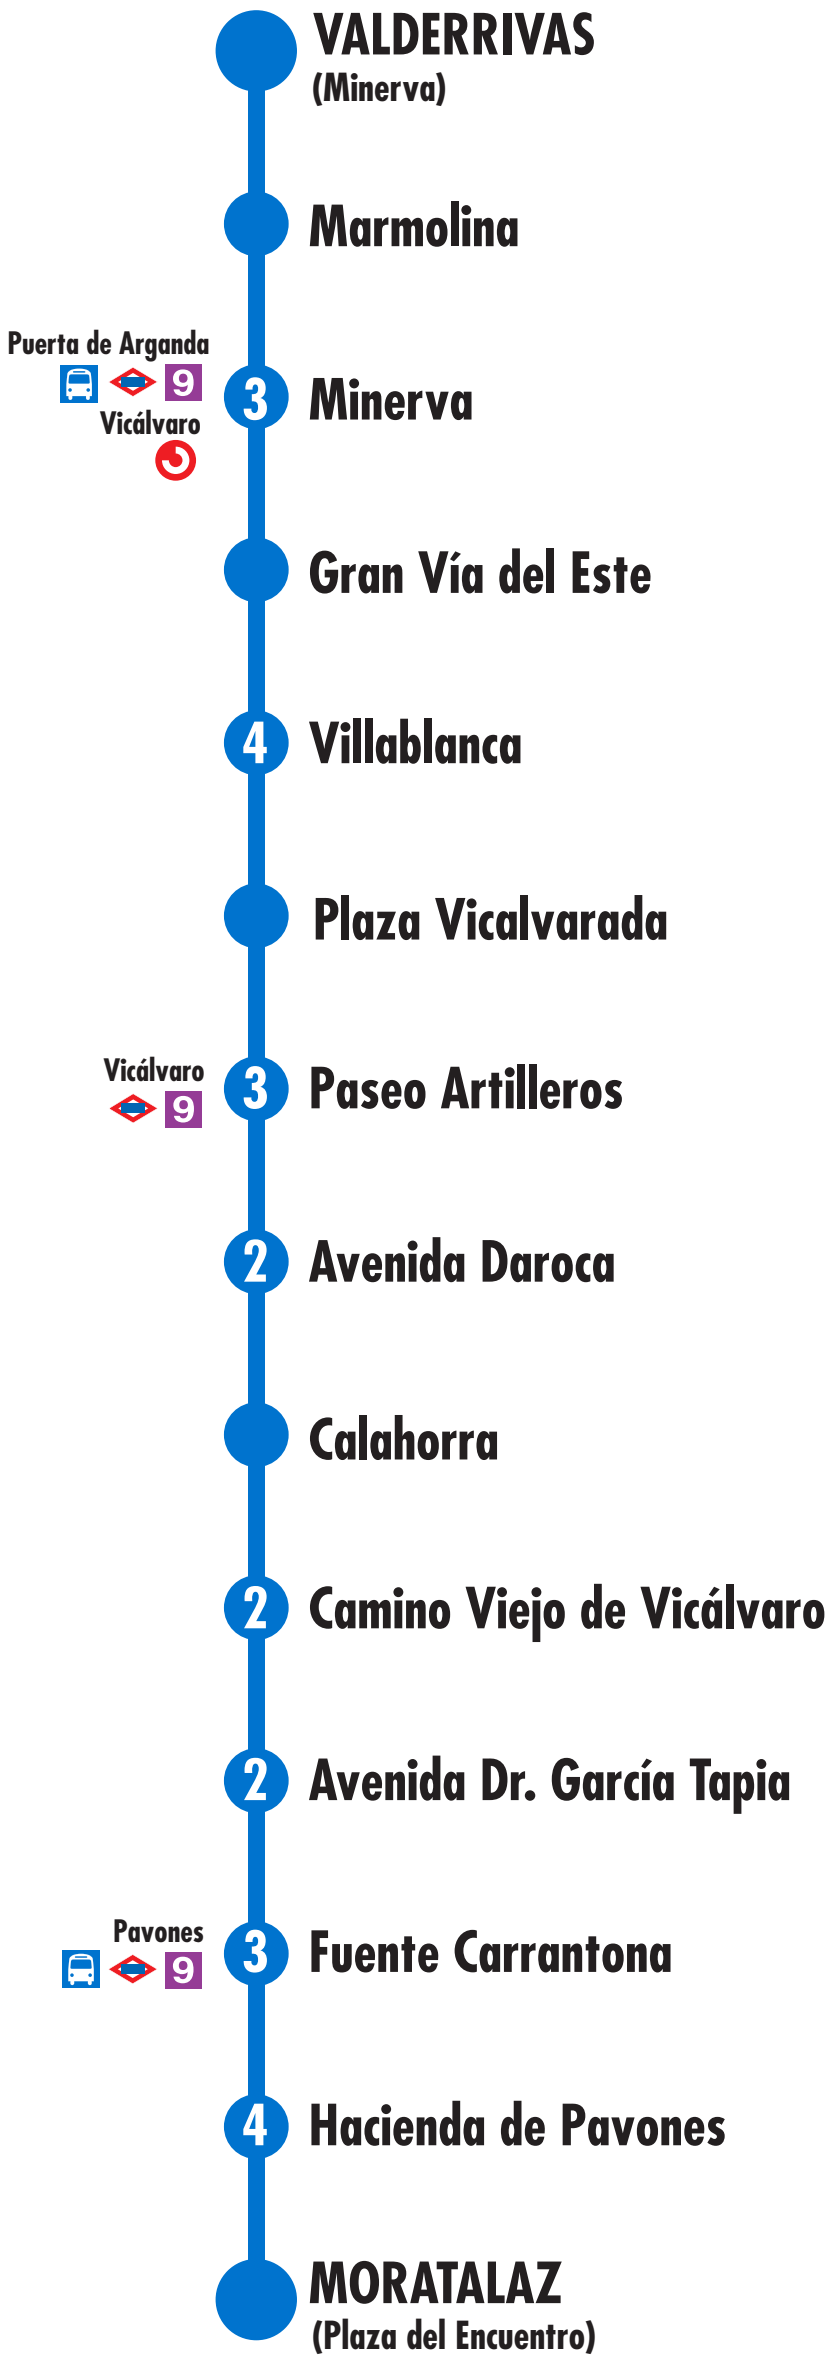 VALDERRIVAS
(Minerva)
Marmolina
Puerta de Arganda
9
Vicálvaro
3
Minerva
Gran Vía del Este
4
Villablanca
Plaza Vicalvarada
Vicálvaro
9
3
Paseo Artilleros
2
Avenida Daroca
Calahorra
2
Camino Viejo de Vicálvaro
2
Avenida Dr. García Tapia
Pavones
9
3
Fuente Carrantona
4
Hacienda de Pavones
MORATALAZ
(Plaza del Encuentro)